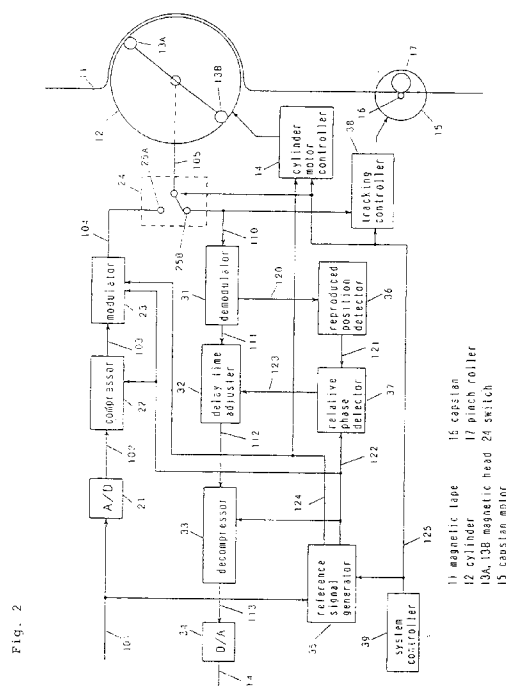 Fig. 2
101
21
A/D
102
22
compressor
103
23
modulator
104
24
25A
25B
105
11
12
13A
13B
14
cylinder
motor
controller
16
17
15
38
tracking
controller
110
31
demodulator
111
120
32
delay time
adjuster
112
123
36
reproduced
position
detector
121
37
relative
phase
detector
122
124
33
decompressor
113
34
D/A
114
35
reference
signal
generator
125
39
system
controller
11 magnetic tape
12 cylinder
13A, 13B magnetic head
15 capstan motor
16 capstan
17 pinch roller
24 switch